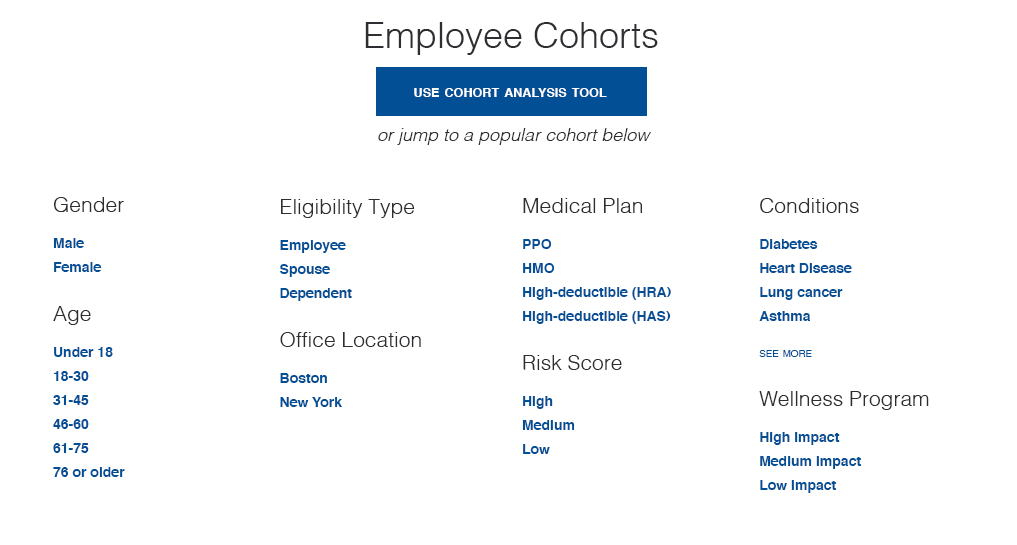 Employee Cohorts
USE COHORT ANALYSIS TOOL
or jump to a popular cohort below
Gender
Male
Female
Age
Under 18
18-30
31-45
46-60
61-75
76 or older
Eligibility Type
Employee
Spouse
Dependent
Office Location
Boston
New York
Medical Plan
PPO
HMO
High-deductible (HRA)
High-deductible (HAS)
Risk Score
High
Medium
Low
Conditions
Diabetes
Heart Disease
Lung cancer
Asthma
SEE MORE
Wellness Program
High Impact
Medium Impact
Low Impact